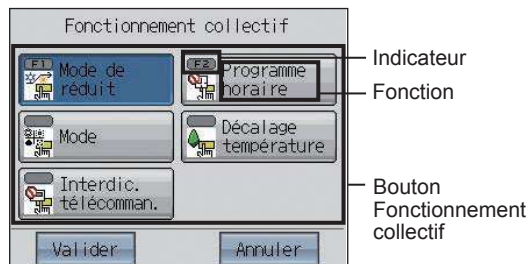 Fonctionnement collectif
F1
Mode de
réduit
F2
Programme
horaire
Mode
Décalage
température
Interdic.
télécomman.
Valider
Annuler
Indicateur
Fonction
Bouton
Fonctionnement
collectif